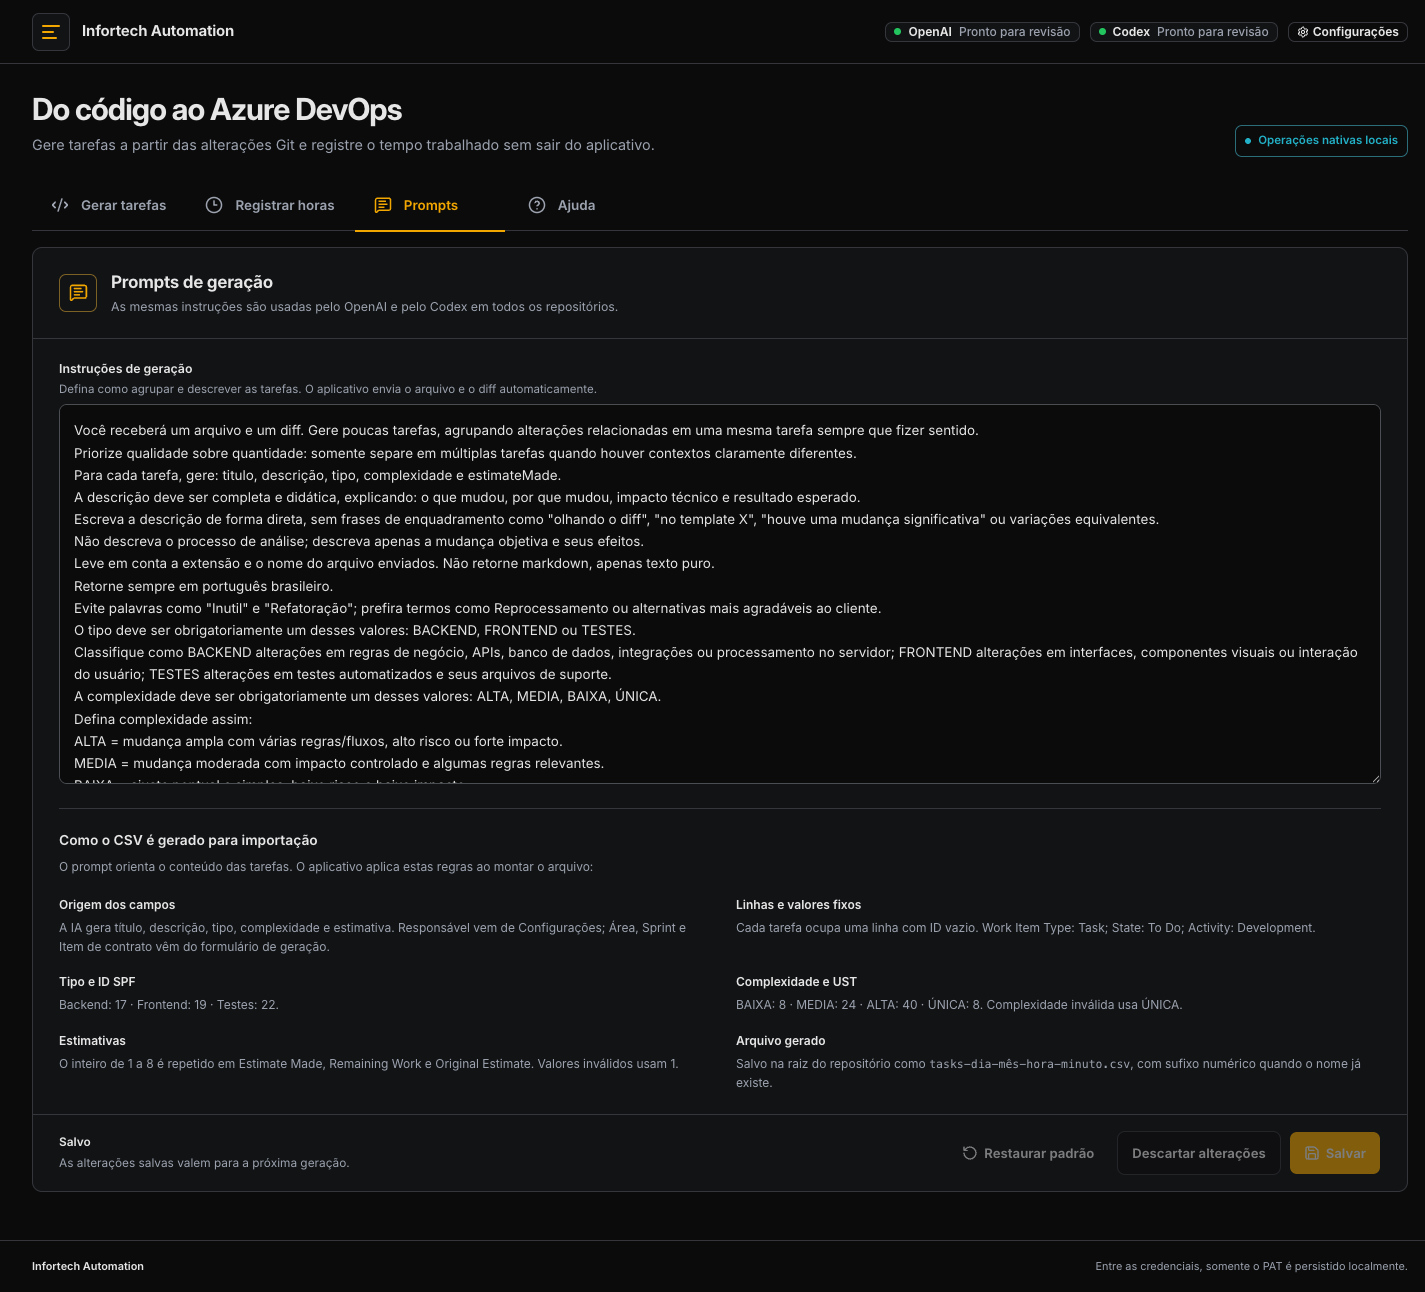 Infortech Automation
OpenAI Pronto para revisão
Codex Pronto para revisão
Configurações
Do código ao Azure DevOps
Gere tarefas a partir das alterações Git e registre o tempo trabalhado sem sair do aplicativo.
Operações nativas locais
Gerar tarefas
Registrar horas
Prompts
Ajuda
Prompts de geração
As mesmas instruções são usadas pelo OpenAI e pelo Codex em todos os repositórios.
Instruções de geração
Defina como agrupar e descrever as tarefas. O aplicativo envia o arquivo e o diff automaticamente.
Você receberá um arquivo e um diff. Gere poucas tarefas, agrupando alterações relacionadas em uma mesma tarefa sempre que fizer sentido.
Priorize qualidade sobre quantidade: somente separe em múltiplas tarefas quando houver contextos claramente diferentes.
Para cada tarefa, gere: titulo, descrição, tipo, complexidade e estimateMade.
A descrição deve ser completa e didática, explicando: o que mudou, por que mudou, impacto técnico e resultado esperado.
Escreva a descrição de forma direta, sem frases de enquadramento como "olhando o diff", "no template X", "houve uma mudança significativa" ou variações equivalentes.
Não descreva o processo de análise; descreva apenas a mudança objetiva e seus efeitos.
Leve em conta a extensão e o nome do arquivo enviados. Não retorne markdown, apenas texto puro.
Retorne sempre em português brasileiro.
Evite palavras como "Inutil" e "Refatoração"; prefira termos como Reprocessamento ou alternativas mais agradáveis ao cliente.
O tipo deve ser obrigatoriamente um desses valores: BACKEND, FRONTEND ou TESTES.
Classifique como BACKEND alterações em regras de negócio, APIs, banco de dados, integrações ou processamento no servidor; FRONTEND alterações em interfaces, componentes visuais ou interação
do usuário; TESTES alterações em testes automatizados e seus arquivos de suporte.
A complexidade deve ser obrigatoriamente um desses valores: ALTA, MEDIA, BAIXA, ÚNICA.
Defina complexidade assim:
ALTA = mudança ampla com várias regras/fluxos, alto risco ou forte impacto.
MEDIA = mudança moderada com impacto controlado e algumas regras relevantes.
BAIXA = ajuste pontual e simples, baixo risco e baixo impacto.
Como o CSV é gerado para importação
O prompt orienta o conteúdo das tarefas. O aplicativo aplica estas regras ao montar o arquivo:
Origem dos campos
A IA gera título, descrição, tipo, complexidade e estimativa. Responsável vem de Configurações; Área, Sprint e
Item de contrato vêm do formulário de geração.
Linhas e valores fixos
Cada tarefa ocupa uma linha com ID vazio. Work Item Type: Task; State: To Do; Activity: Development.
Tipo e ID SPF
Backend: 17 · Frontend: 19 · Testes: 22.
Complexidade e UST
BAIXA: 8 · MEDIA: 24 · ALTA: 40 · ÚNICA: 8. Complexidade inválida usa ÚNICA.
Estimativas
O inteiro de 1 a 8 é repetido em Estimate Made, Remaining Work e Original Estimate. Valores inválidos usam 1.
Arquivo gerado
Salvo na raiz do repositório como tasks-dia-mês-hora-minuto.csv, com sufixo numérico quando o nome já
existe.
Salvo
As alterações salvas valem para a próxima geração.
Restaurar padrão
Descartar alterações
Salvar
Infortech Automation
Entre as credenciais, somente o PAT é persistido localmente.